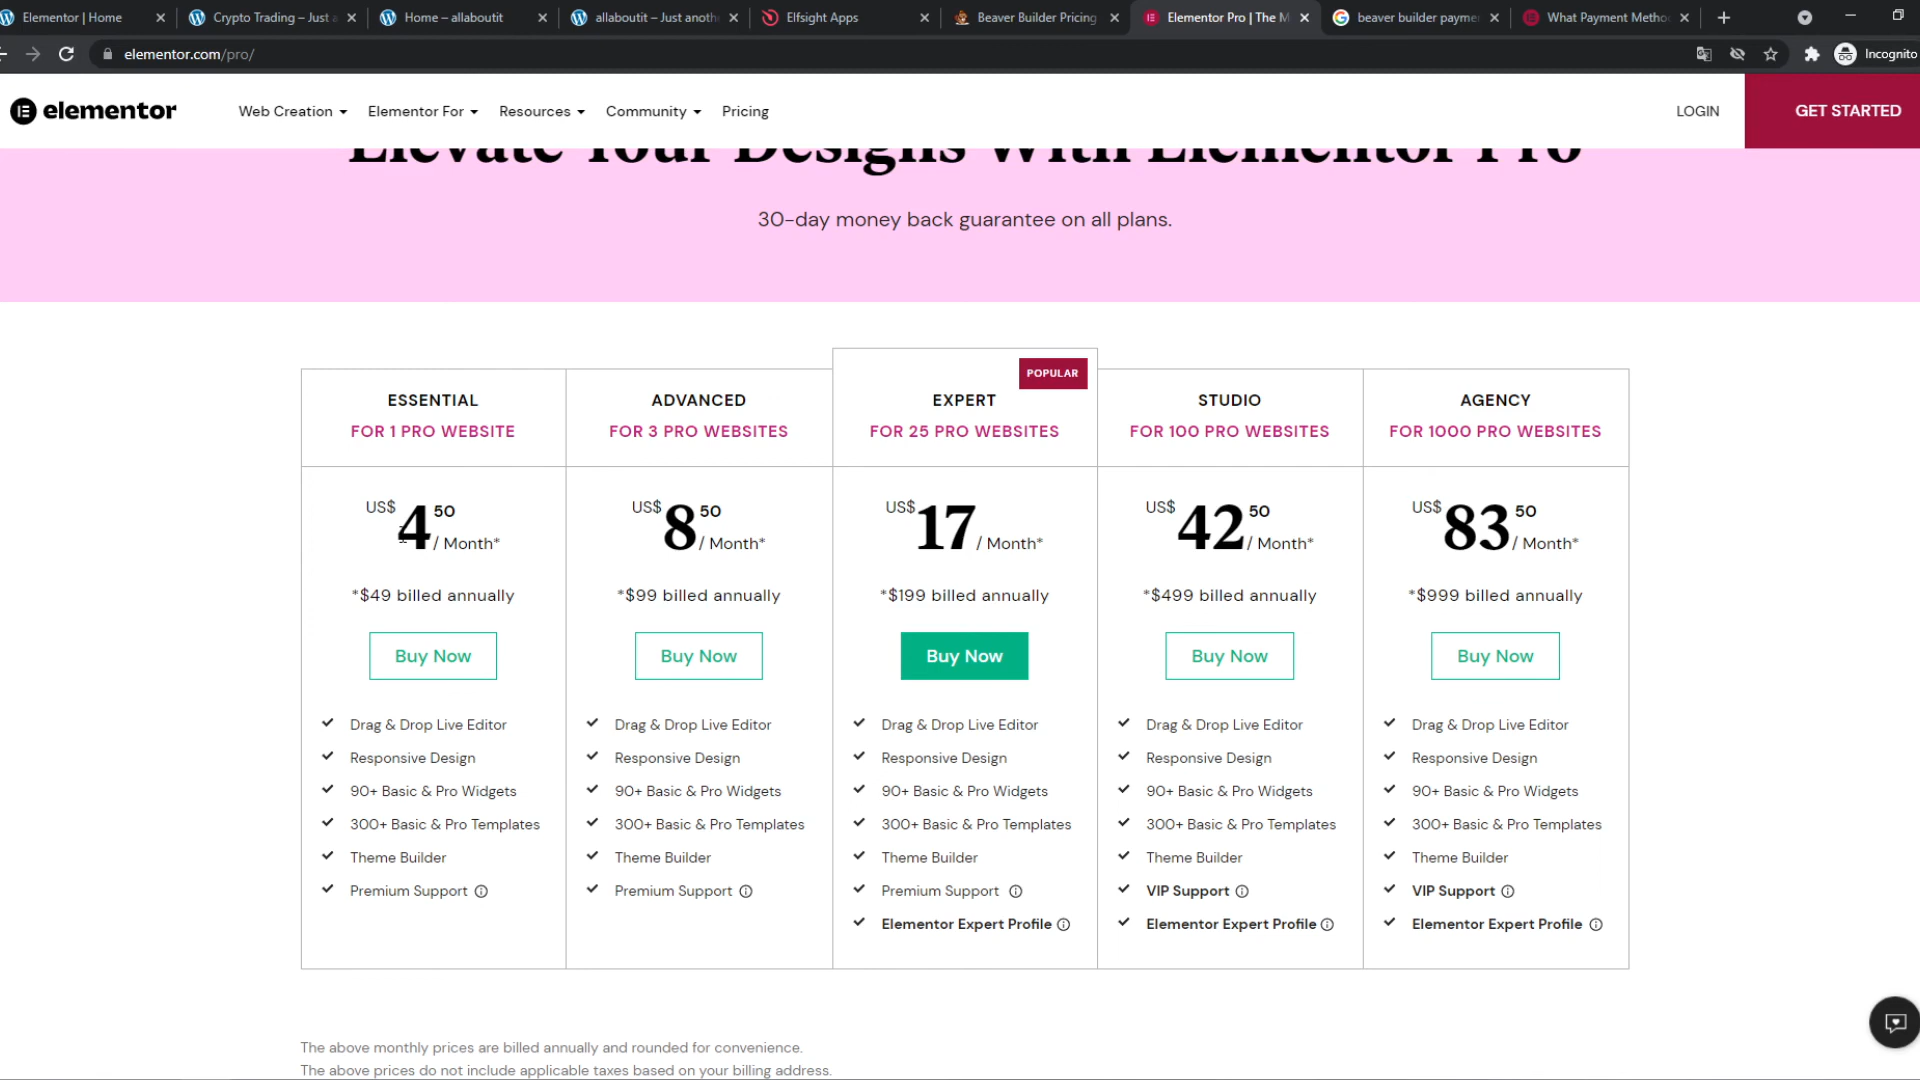 Elementor | Home
Crypto Trading – Just a
Home – allaboutit
allaboutit – Just anoth
Elfsight Apps
Beaver Builder Pricing
Elementor Pro | The M
beaver builder payme
What Payment Metho
elementor.com/pro/
Incognito
elementor
Web Creation
Elementor For
Resources
Community
Pricing
LOGIN
GET STARTED
Elevate Your Designs With Elementor Pro
30-day money back guarantee on all plans.
ESSENTIAL
FOR 1 PRO WEBSITE
US$ 4 50 / Month*
*$49 billed annually
Buy Now
Drag & Drop Live Editor
Responsive Design
90+ Basic & Pro Widgets
300+ Basic & Pro Templates
Theme Builder
Premium Support
ADVANCED
FOR 3 PRO WEBSITES
US$ 8 50 / Month*
*$99 billed annually
Buy Now
Drag & Drop Live Editor
Responsive Design
90+ Basic & Pro Widgets
300+ Basic & Pro Templates
Theme Builder
Premium Support
POPULAR
EXPERT
FOR 25 PRO WEBSITES
US$ 17 / Month*
*$199 billed annually
Buy Now
Drag & Drop Live Editor
Responsive Design
90+ Basic & Pro Widgets
300+ Basic & Pro Templates
Theme Builder
Premium Support
Elementor Expert Profile
STUDIO
FOR 100 PRO WEBSITES
US$ 42 50 / Month*
*$499 billed annually
Buy Now
Drag & Drop Live Editor
Responsive Design
90+ Basic & Pro Widgets
300+ Basic & Pro Templates
Theme Builder
VIP Support
Elementor Expert Profile
AGENCY
FOR 1000 PRO WEBSITES
US$ 83 50 / Month*
*$999 billed annually
Buy Now
Drag & Drop Live Editor
Responsive Design
90+ Basic & Pro Widgets
300+ Basic & Pro Templates
Theme Builder
VIP Support
Elementor Expert Profile
The above monthly prices are billed annually and rounded for convenience.
The above prices do not include applicable taxes based on your billing address.